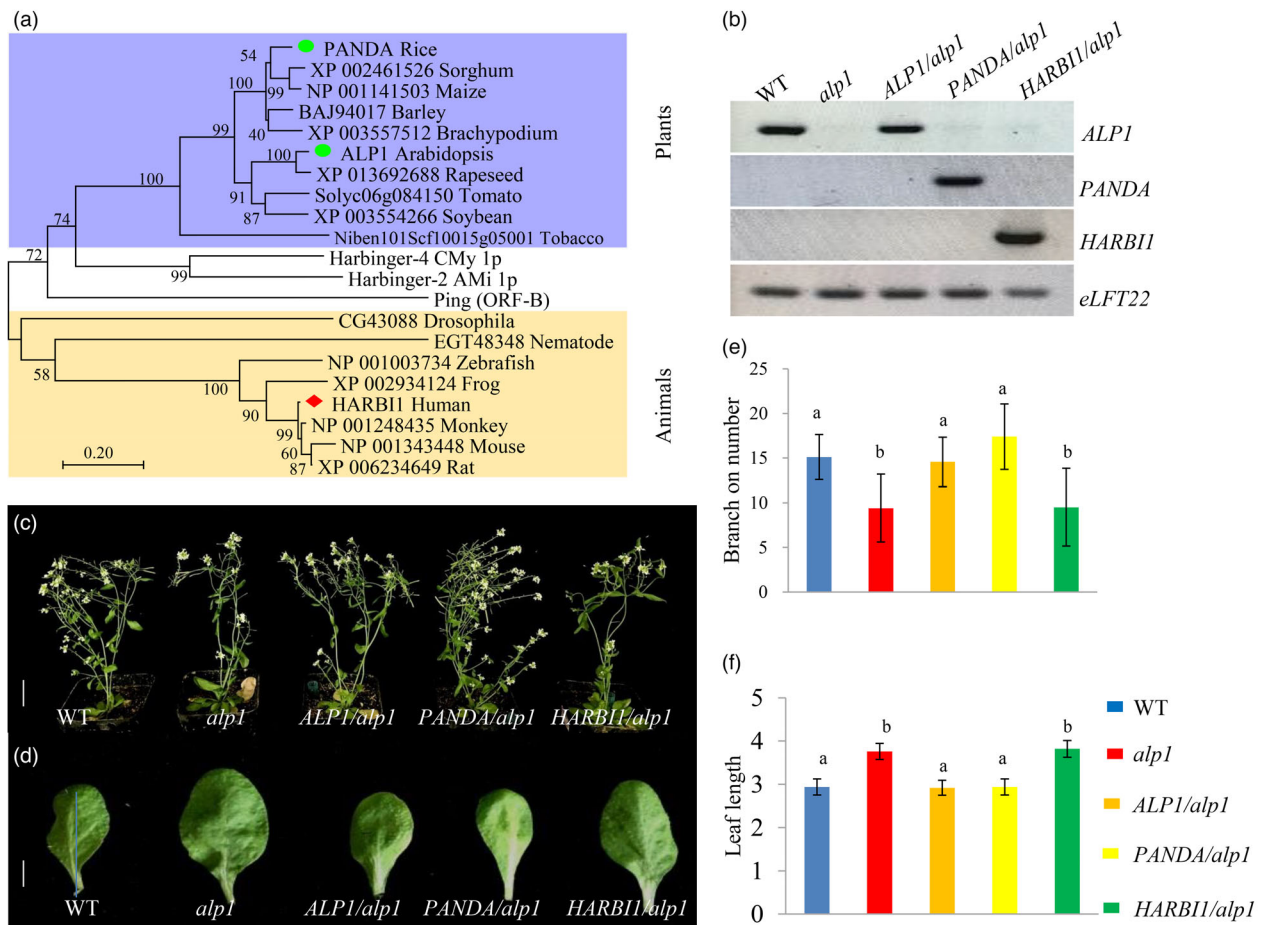 (a)
54
PANDA Rice
XP 002461526 Sorghum
100
99
NP 001141503 Maize
BAJ94017 Barley
99
40
XP 003557512 Brachypodium
100
ALP1 Arabidopsis
XP 013692688 Rapeseed
100
91
Solyc06g084150 Tomato
87
XP 003554266 Soybean
74
Niben101Scf10015g05001 Tobacco
72
Harbinger-4 CMy 1p
99
Harbinger-2 AMi 1p
Ping (ORF-B)
CG43088 Drosophila
EGT48348 Nematode
58
NP 001003734 Zebrafish
100
XP 002934124 Frog
90
HARBI1 Human
99
NP 001248435 Monkey
60
NP 001343448 Mouse
87
XP 006234649 Rat
0.20
Plants
Animals
(b)
WT
alp1
ALP1/alp1
PANDA/alp1
HARBI1/alp1
ALP1
PANDA
HARBI1
eLFT22
(c)
WT
alp1
ALP1/alp1
PANDA/alp1
HARBI1/alp1
(d)
WT
alp1
ALP1/alp1
PANDA/alp1
HARBI1/alp1
(e)
Branch on number
25
20
15
10
5
0
a
b
a
a
b
(f)
Leaf length
5
4
3
2
1
0
a
b
a
a
b
WT
alp1
ALP1/alp1
PANDA/alp1
HARBI1/alp1